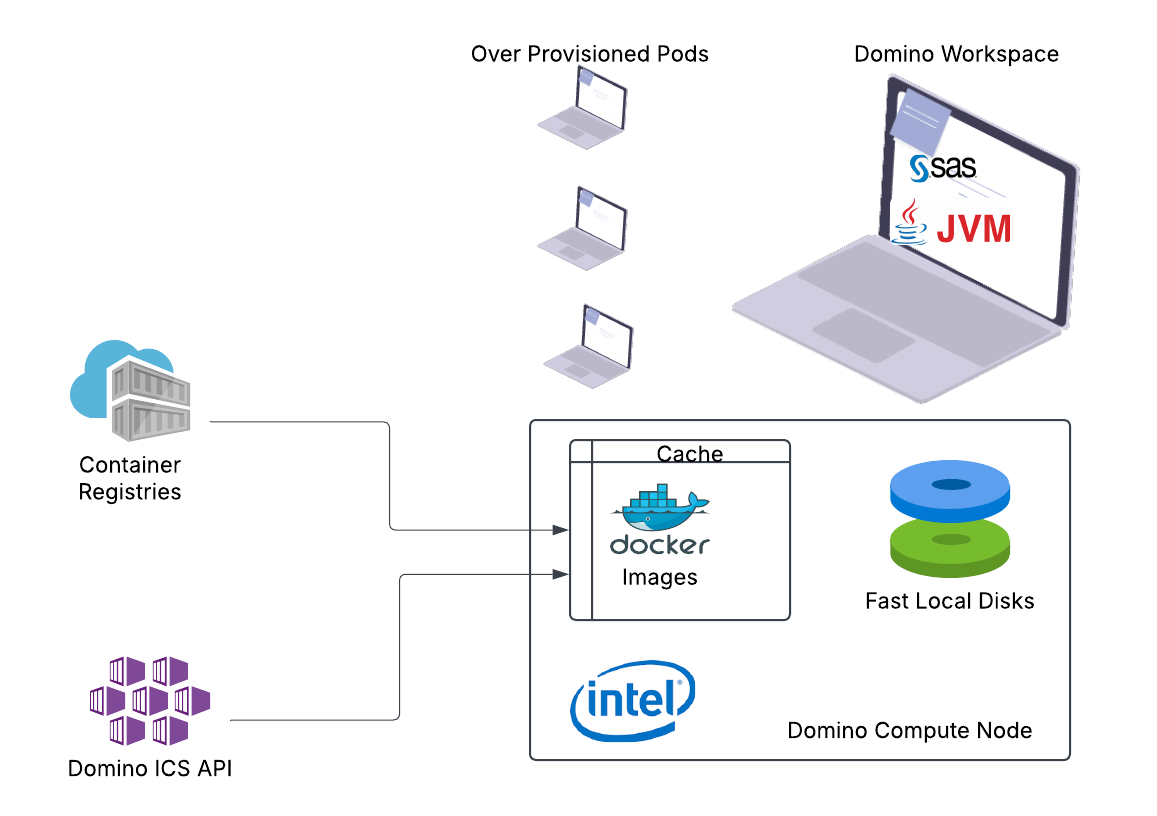 Over Provisioned Pods
Domino Workspace
sas
JVM
Container
Registries
Cache
docker
Images
Fast Local Disks
intel®
Domino Compute Node
Domino ICS API